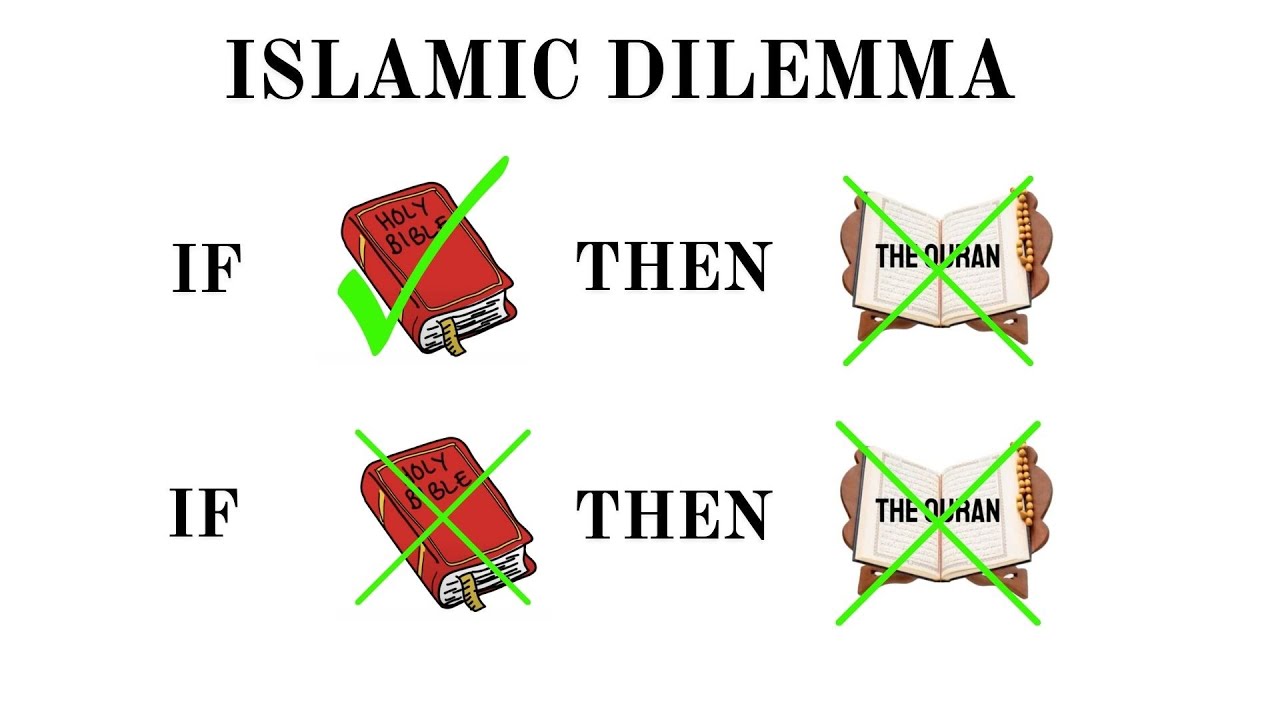 ISLAMIC DILEMMA
IF
HOLY
BIBLE
THEN
THE QURAN
IF
HOLY
BIBLE
THEN
THE QURAN